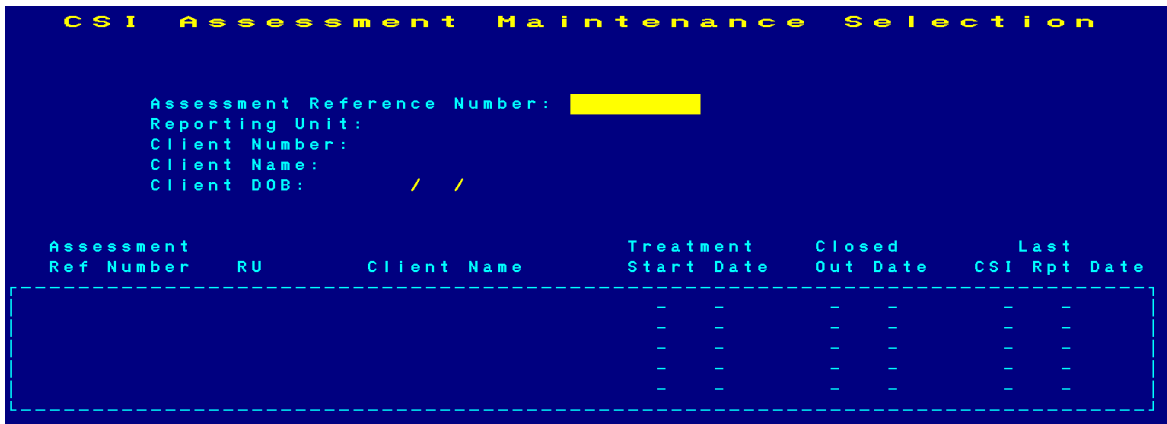 CSI Assessment Maintenance Selection
Assessment Reference Number:
Reporting Unit:
Client Number:
Client Name:
Client DOB: / /
Assessment Treatment Closed Last
Ref Number RU Client Name Start Date Out Date CSI Rpt Date
- - - - - -
- - - - - -
- - - - - -
- - - - - -
- - - - - -